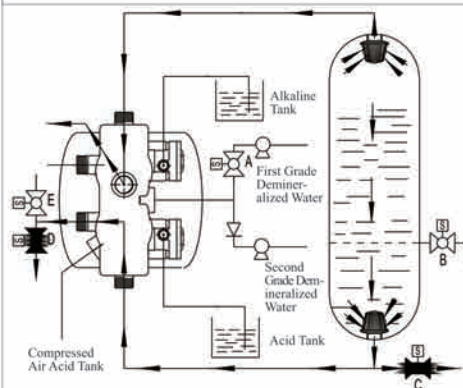 Alkaline
Tank
S
A
First Grade
Deminer-
alized Water
S
E
S
D
S
B
Second
Grade Dem-
ineralized
Water
Acid Tank
Compressed
Air Acid Tank
S
C